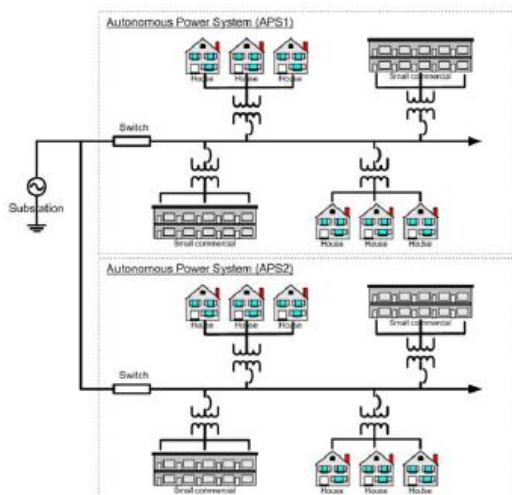 Autonomous Power System (APS1)
House House House
Small commercial
Switch
Substation
Small commercial
House House House
Autonomous Power System (APS2)
House House House
Small commercial
Switch
Small commercial
House House House